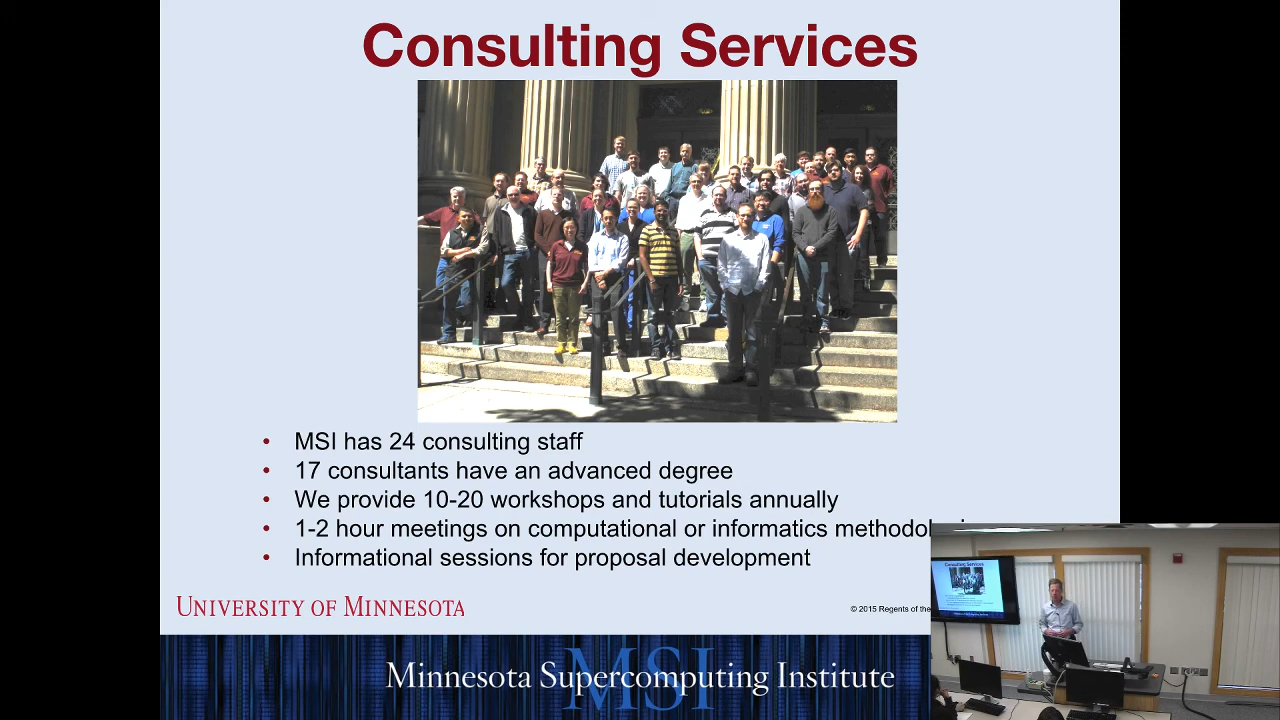 Consulting Services
• MSI has 24 consulting staff
• 17 consultants have an advanced degree
• We provide 10-20 workshops and tutorials annually
• 1-2 hour meetings on computational or informatics
• Informational sessions for proposal development
UNIVERSITY OF MINNESOTA
© 2015 Regents of the
MSI
Minnesota Supercomputing Institute
Consulting Services